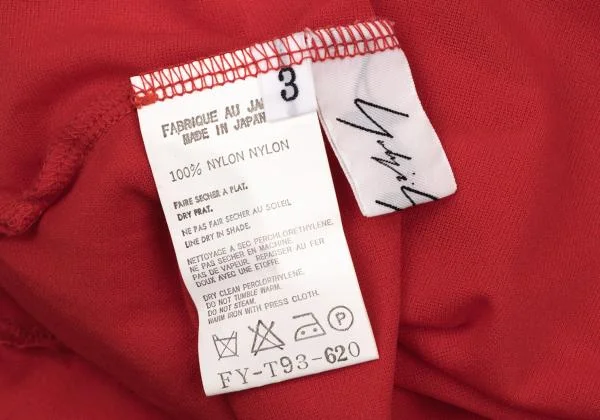 3
FABRIQUE AU JA
MADE IN JAPAN
100% NYLON NYLON
FAIRE SECHER A PLAT.
DRY PRAT.
NE PAS FAIR SECHER AU SOLEIL
LINE DRY IN SHADE.
NETTOYAGE A SEC PERCHLORETHYLENE.
NE PAS SECHER EN MACHINE.
PAS DE VAPEUR. REPASSER AU FER
DOUX AVEC UNE ETOFFE
DRY CLEAN PERCLORTHYLENE.
DO NOT TUMBLE WARM.
DO NOT STEAM.
WARM IRON WITH PRESS CLOTH.
P
FY-T93-620